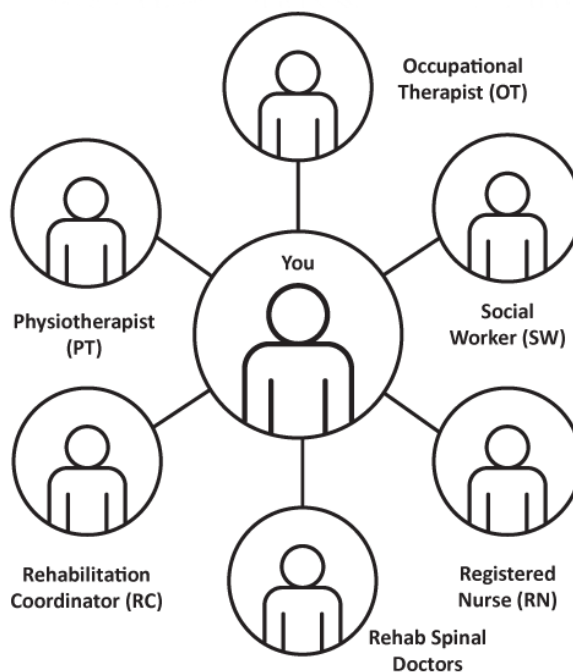 Occupational
Therapist (OT)
You
Physiotherapist
(PT)
Social
Worker (SW)
Rehabilitation
Coordinator (RC)
Registered
Nurse (RN)
Rehab Spinal
Doctors